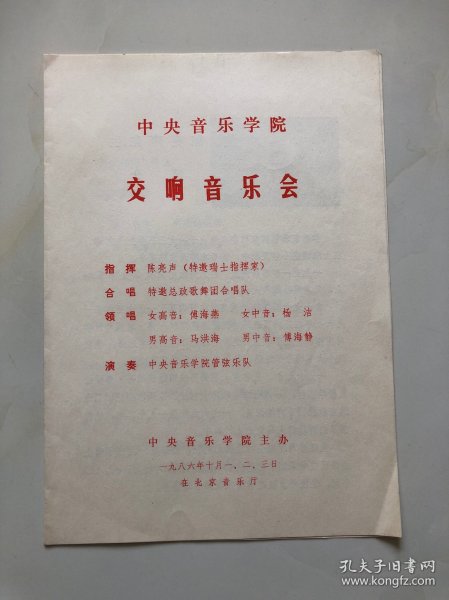 中央音乐学院
交响音乐会
指挥 陈亮声（特邀瑞士指挥家）
合唱 特邀总政歌舞团合唱队
领唱 女高音：傅海燕 女中音：杨 洁
男高音：马洪海 男中音：傅海静
演奏 中央音乐学院管弦乐队
中央音乐学院主办
一九八六年十月一、二、三日
在北京音乐厅
孔夫子旧书网
www.kongfz.com